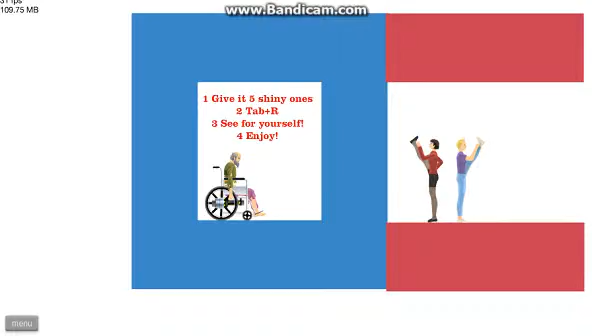 109.75 MB
www.Bandicam.com
1 Give it 5 shiny ones
2 Tab+R
3 See for yourself!
4 Enjoy!
menu